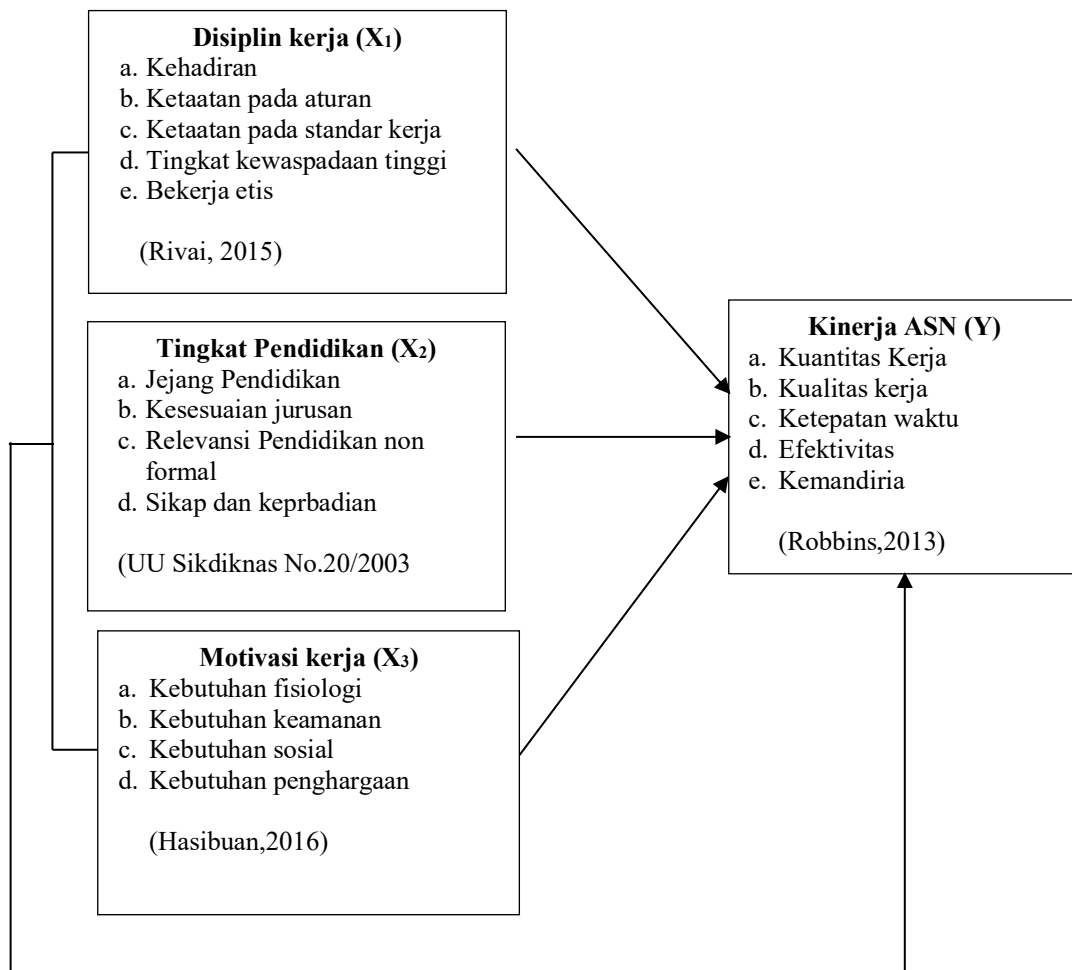 Disiplin kerja (X₁)
a. Kehadiran
b. Ketaatan pada aturan
c. Ketaatan pada standar kerja
d. Tingkat kewaspadaan tinggi
e. Bekerja etis
(Rivai, 2015)
Tingkat Pendidikan (X₂)
a. Jejang Pendidikan
b. Kesesuaian jurusan
c. Relevansi Pendidikan non
formal
d. Sikap dan keprbadian
(UU Sikdiknas No.20/2003
Motivasi kerja (X₃)
a. Kebutuhan fisiologi
b. Kebutuhan keamanan
c. Kebutuhan sosial
d. Kebutuhan penghargaan
(Hasibuan,2016)
Kinerja ASN (Y)
a. Kuantitas Kerja
b. Kualitas kerja
c. Ketepatan waktu
d. Efektivitas
e. Kemandiria
(Robbins,2013)